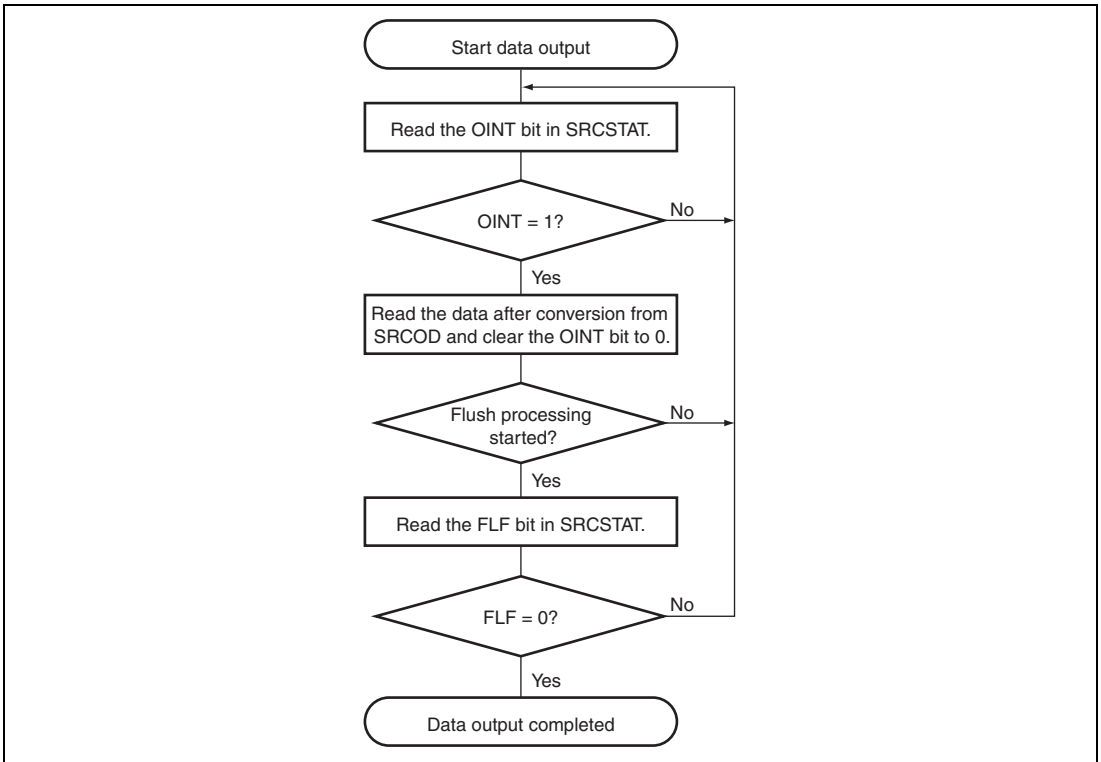 Start data output
Read the OINT bit in SRCSTAT.
OINT = 1?
No
Yes
Read the data after conversion from
SRCOD and clear the OINT bit to 0.
Flush processing
started?
No
Yes
Read the FLF bit in SRCSTAT.
FLF = 0?
No
Yes
Data output completed